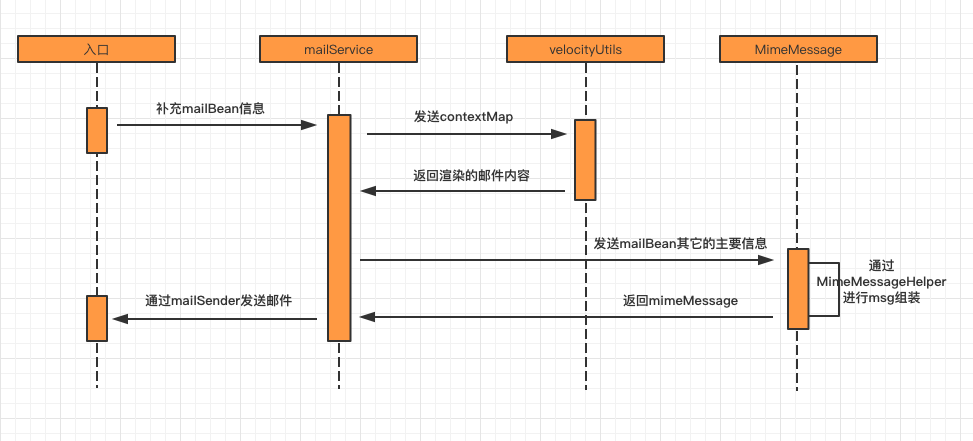 入口
mailService
velocityUtils
MimeMessage
补充mailBean信息
发送contextMap
返回渲染的邮件内容
发送mailBean其它的主要信息
通过
MimeMessageHelper
进行msg组装
通过mailSender发送邮件
返回mimeMessage